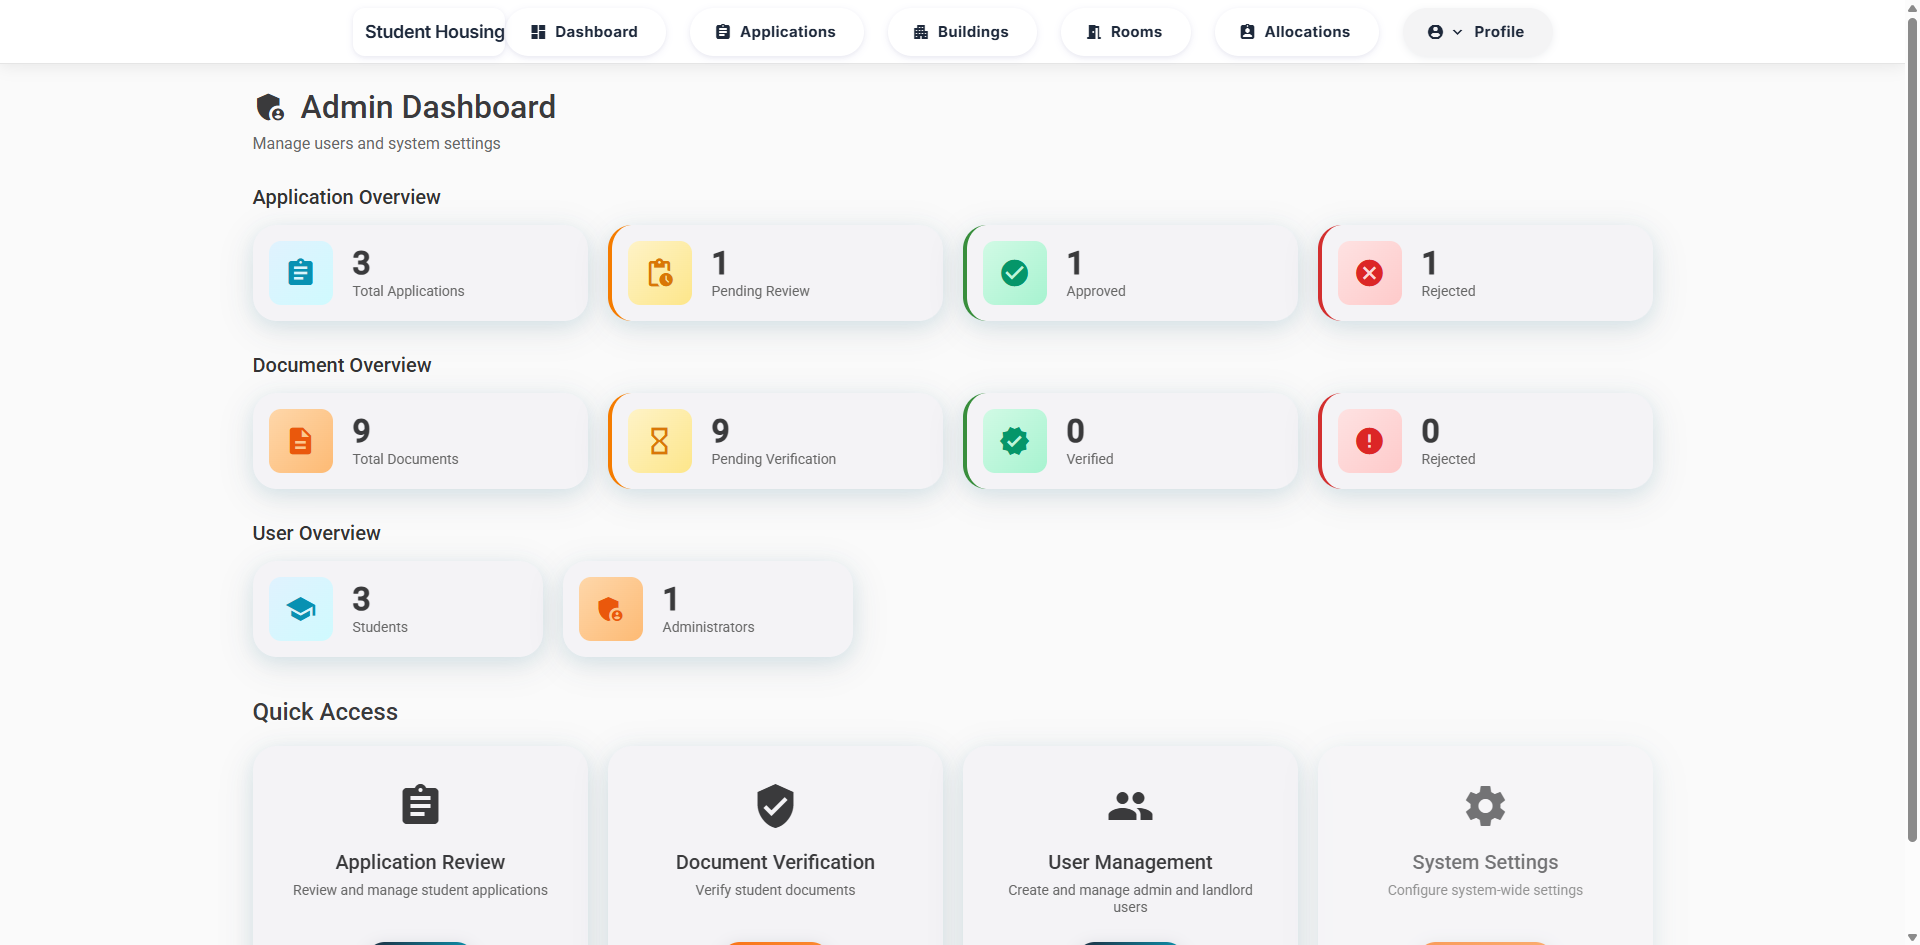 Student Housing
Dashboard
Applications
Buildings
Rooms
Allocations
Profile
Admin Dashboard
Manage users and system settings
Application Overview
3
Total Applications
1
Pending Review
1
Approved
1
Rejected
Document Overview
9
Total Documents
9
Pending Verification
0
Verified
0
Rejected
User Overview
3
Students
1
Administrators
Quick Access
Application Review
Review and manage student applications
Document Verification
Verify student documents
User Management
Create and manage admin and landlord
users
System Settings
Configure system-wide settings